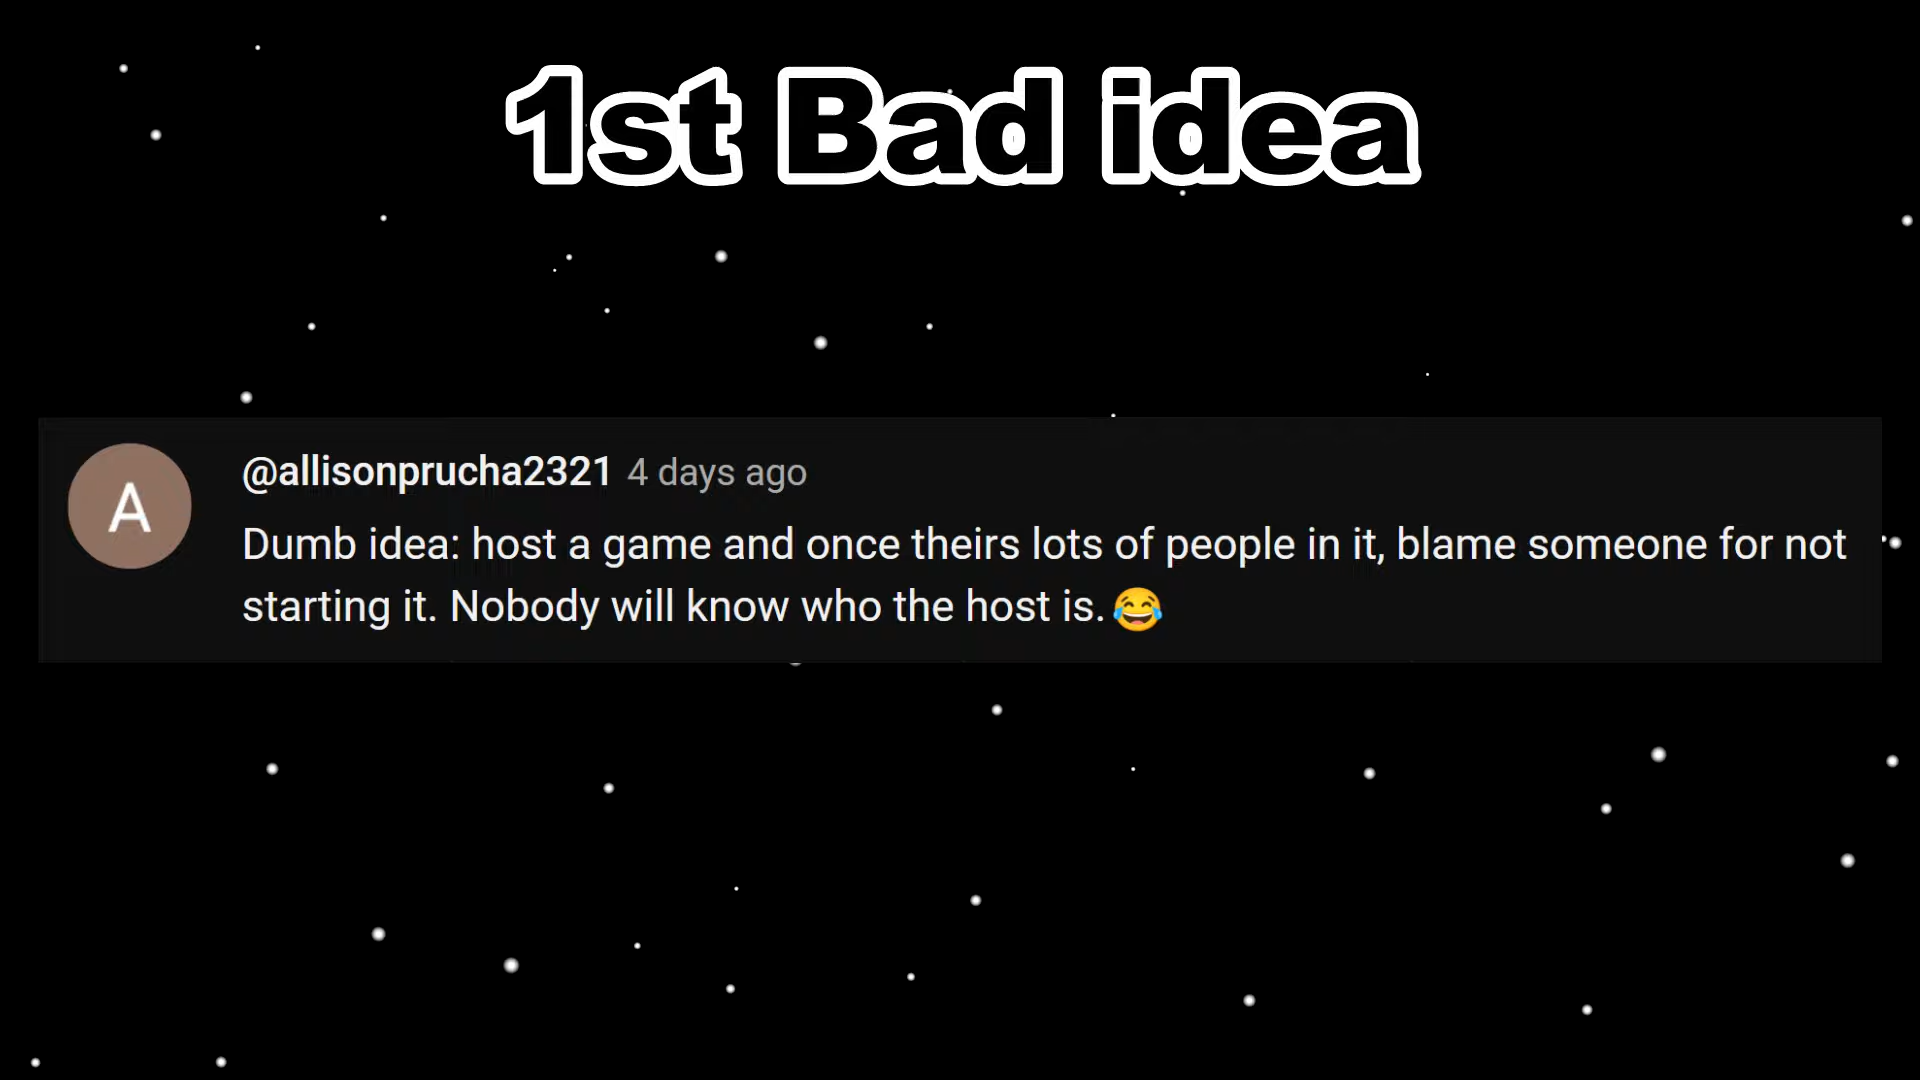 1st Bad idea
A
@allisonprucha2321 4 days ago
Dumb idea: host a game and once theirs lots of people in it, blame someone for not
starting it. Nobody will know who the host is.😂